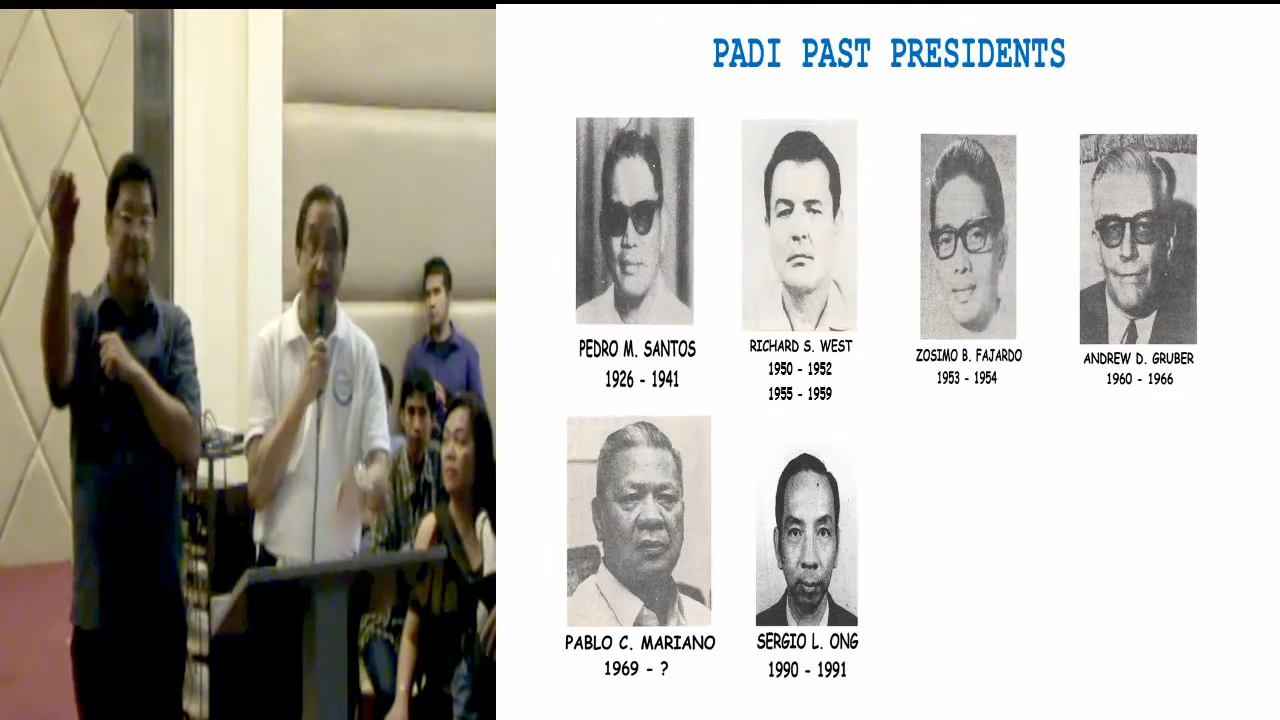 PADI PAST PRESIDENTS
PEDRO M. SANTOS
1926 - 1941
RICHARD S. WEST
1950 - 1952
1955 - 1959
ZOSIMO B. FAJARDO
1953 - 1954
ANDREW D. GRUBER
1960 - 1966
PABLO C. MARIANO
1969 - ?
SERGIO L. ONG
1990 - 1991